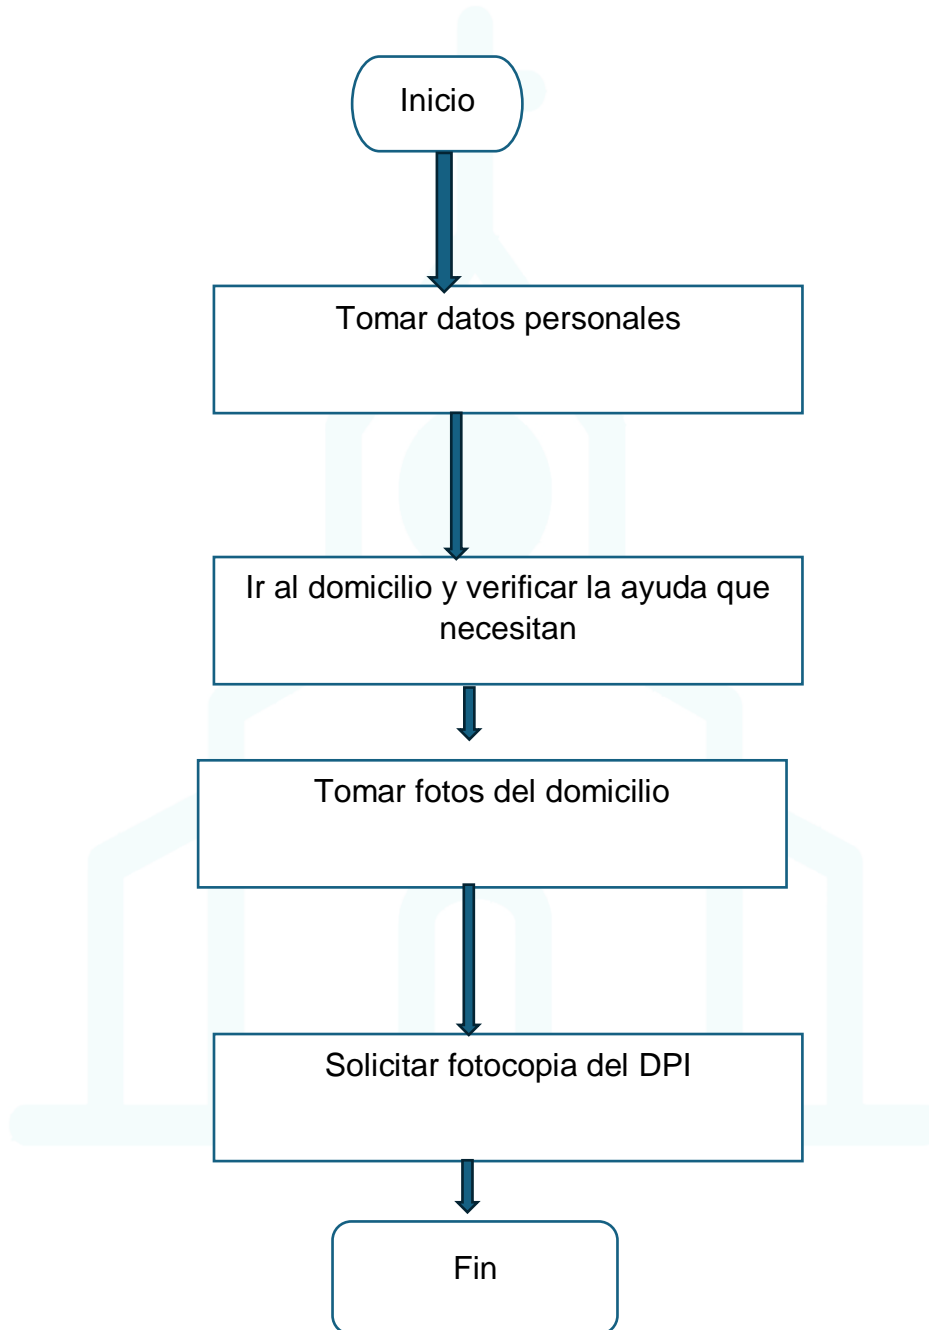 Inicio
Tomar datos personales
Ir al domicilio y verificar la ayuda que
necesitan
Tomar fotos del domicilio
Solicitar fotocopia del DPI
Fin